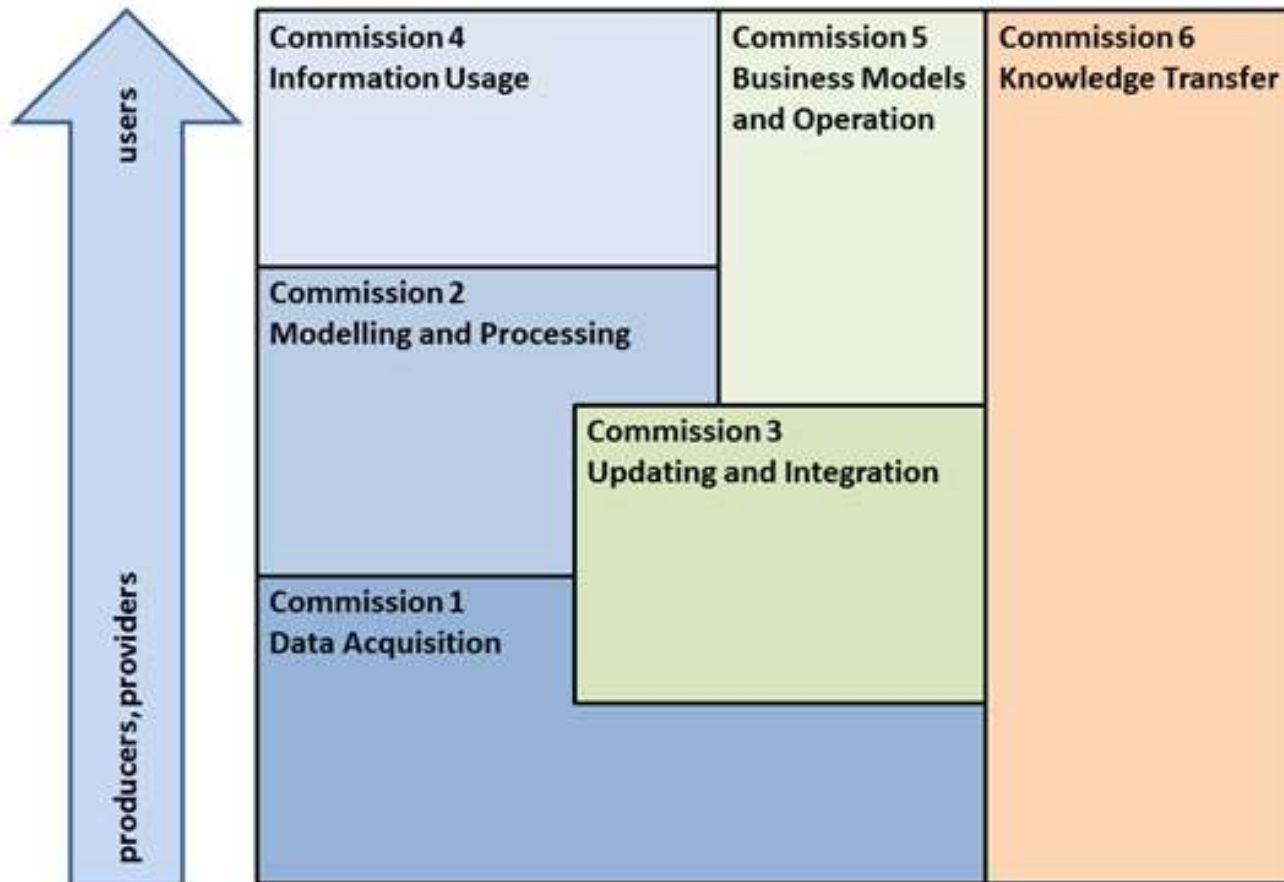 users
producers, providers
Commission 4
Information Usage
Commission 5
Business Models
and Operation
Commission 6
Knowledge Transfer
Commission 2
Modelling and Processing
Commission 3
Updating and Integration
Commission 1
Data Acquisition